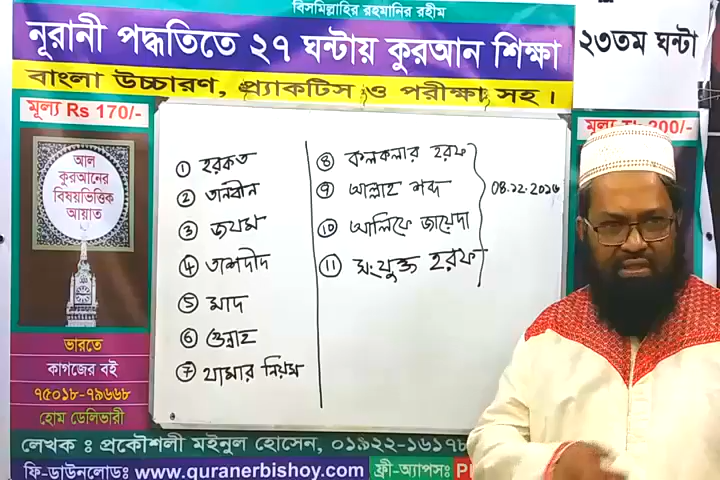 বিসমিল্লাহির রহমানির রহীম
নূরানী পদ্ধতিতে ২৭ ঘন্টায় কুরআন শিক্ষা
২৩তম ঘন্টা
বাংলা উচ্চারণ, প্র্যাকটিস ও পরীক্ষা সহ।
মূল্য Rs 170/-
মূল্য 200/-
আল
কুরআনের
বিষয়ভিত্তিক
আয়াত
① হরকত
② তানবীন
③ জযম
④ তাশদীদ
⑤ মাদ
⑥ গুন্নাহ
⑦ থামার নিয়ম
⑧ কলকলার হরফ
⑨ আল্লাহ শব্দ
⑩ আলিফে জায়েদা
⑪ সংযুক্ত হরফ
08.12.2016
ভারতে
কাগজের বই
৭৫০১৮-৭৯৬৬৮
হোম ডেলিভারী
লেখক ঃ প্রকৌশলী মইনুল হোসেন, ০১৯২২-১৬১৭৮
ফ্রি-ডাউনলোডঃ www.quranerbishoy.com ফ্রী-অ্যাপসঃ